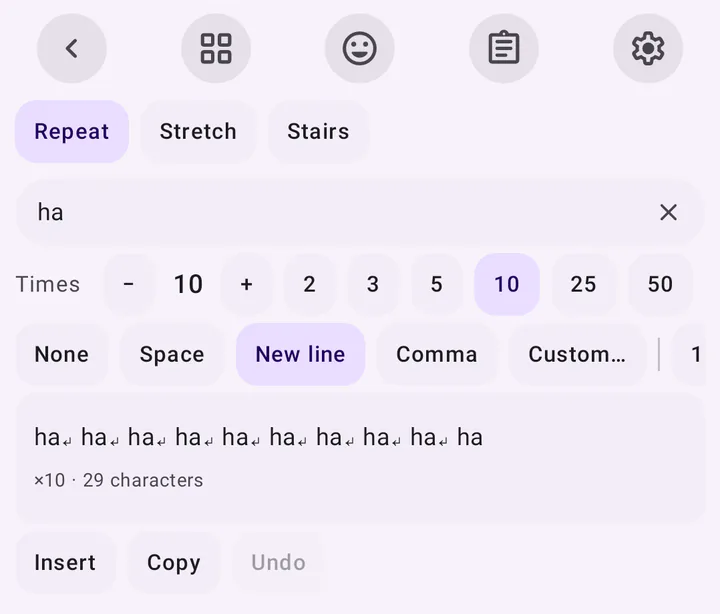 Repeat Stretch Stairs
ha
Times - 10 + 2 3 5 10 25 50
None Space New line Comma Custom... 1
ha↵ ha↵ ha↵ ha↵ ha↵ ha↵ ha↵ ha↵ ha↵ ha
×10 · 29 characters
Insert Copy Undo